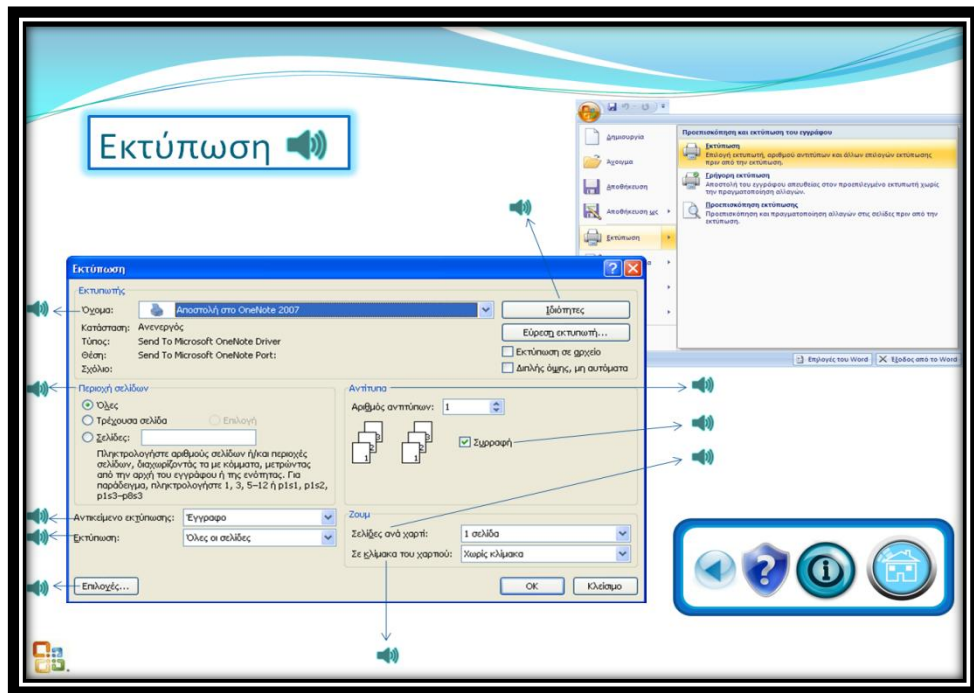 Εκτύπωση
Δημιουργία
Άνοιγμα
Αποθήκευση
Αποθήκευση ως
Εκτύπωση
Προεπισκόπηση και εκτύπωση του εγγράφου
Εκτύπωση
Επιλογή εκτυπωτή, αριθμού αντιτύπων και άλλων επιλογών εκτύπωσης
πριν από την εκτύπωση.
Γρήγορη εκτύπωση
Αποστολή του εγγράφου απευθείας στον προεπιλεγμένο εκτυπωτή χωρίς
την πραγματοποίηση αλλαγών.
Προεπισκόπηση εκτύπωσης
Προεπισκόπηση και πραγματοποίηση αλλαγών στις σελίδες πριν από την
εκτύπωση.
Επιλογές του Word
Έξοδος από το Word
Εκτύπωση
Εκτυπωτής
Όνομα: Αποστολή στο OneNote 2007
Ιδιότητες
Κατάσταση: Ανενεργός
Εύρεση εκτυπωτή...
Τύπος: Send To Microsoft OneNote Driver
Θέση: Send To Microsoft OneNote Port:
Εκτύπωση σε αρχείο
Σχόλιο:
Διπλής όψης, μη αυτόματα
Περιοχή σελίδων
Όλες
Τρέχουσα σελίδα Επιλογή
Σελίδες:
Πληκτρολογήστε αριθμούς σελίδων ή/και περιοχές
σελίδων, διαχωρίζοντάς τα με κόμματα, μετρώντας
από την αρχή του εγγράφου ή της ενότητας. Για
παράδειγμα, πληκτρολογήστε 1, 3, 5–12 ή p1s1, p1s2,
p1s3–p8s3
Αντίτυπα
Αριθμός αντιτύπων: 1
Συρραφή
Αντικείμενο εκτύπωσης: Έγγραφο
Εκτύπωση: Όλες οι σελίδες
Ζουμ
Σελίδες ανά χαρτί: 1 σελίδα
Σε κλίμακα του χαρτιού: Χωρίς κλίμακα
Επιλογές...
OK
Κλείσιμο